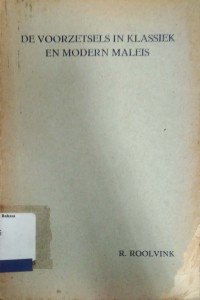 DE VOORZETSELS IN KLASSIEK
EN MODERN MALEIS
R. ROOLVINK